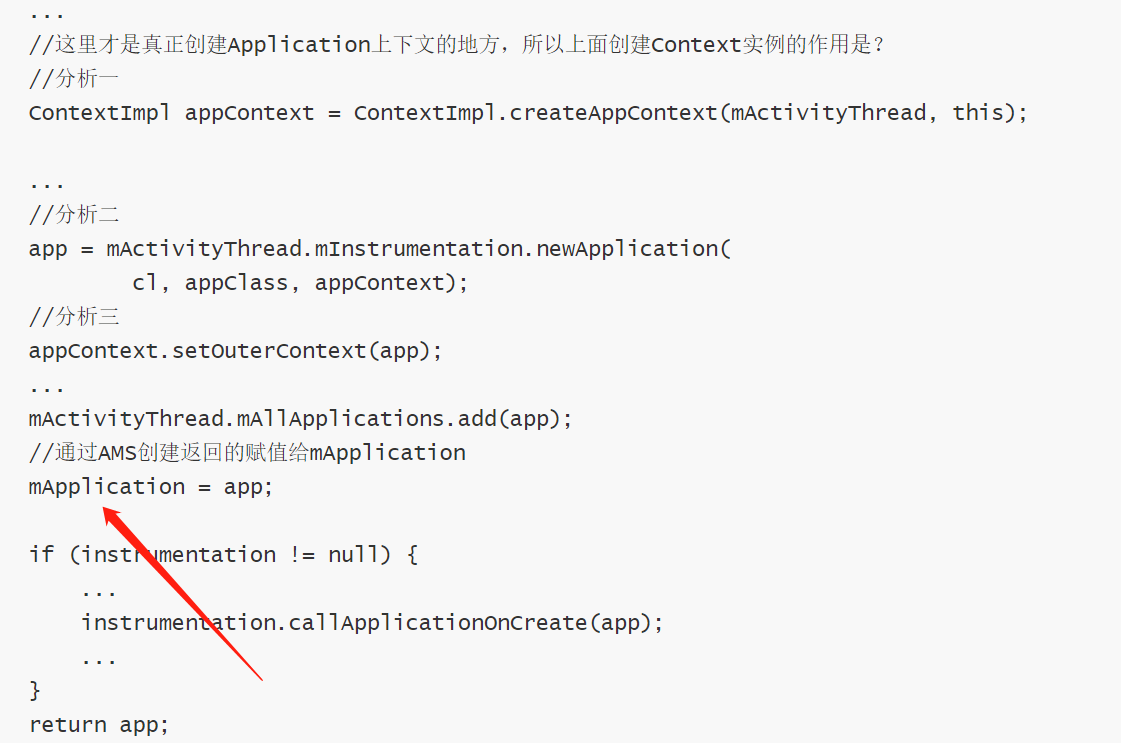 ...
//这里才是真正创建Application上下文的地方，所以上面创建Context实例的作用是？
//分析一
ContextImpl appContext = ContextImpl.createAppContext(mActivityThread, this);
...
//分析二
app = mActivityThread.mInstrumentation.newApplication(
        cl, appClass, appContext);
//分析三
appContext.setOuterContext(app);
...
mActivityThread.mAllApplications.add(app);
//通过AMS创建返回的赋值给mApplication
mApplication = app;
if (instrumentation != null) {
    ...
    instrumentation.callApplicationOnCreate(app);
    ...
}
return app;